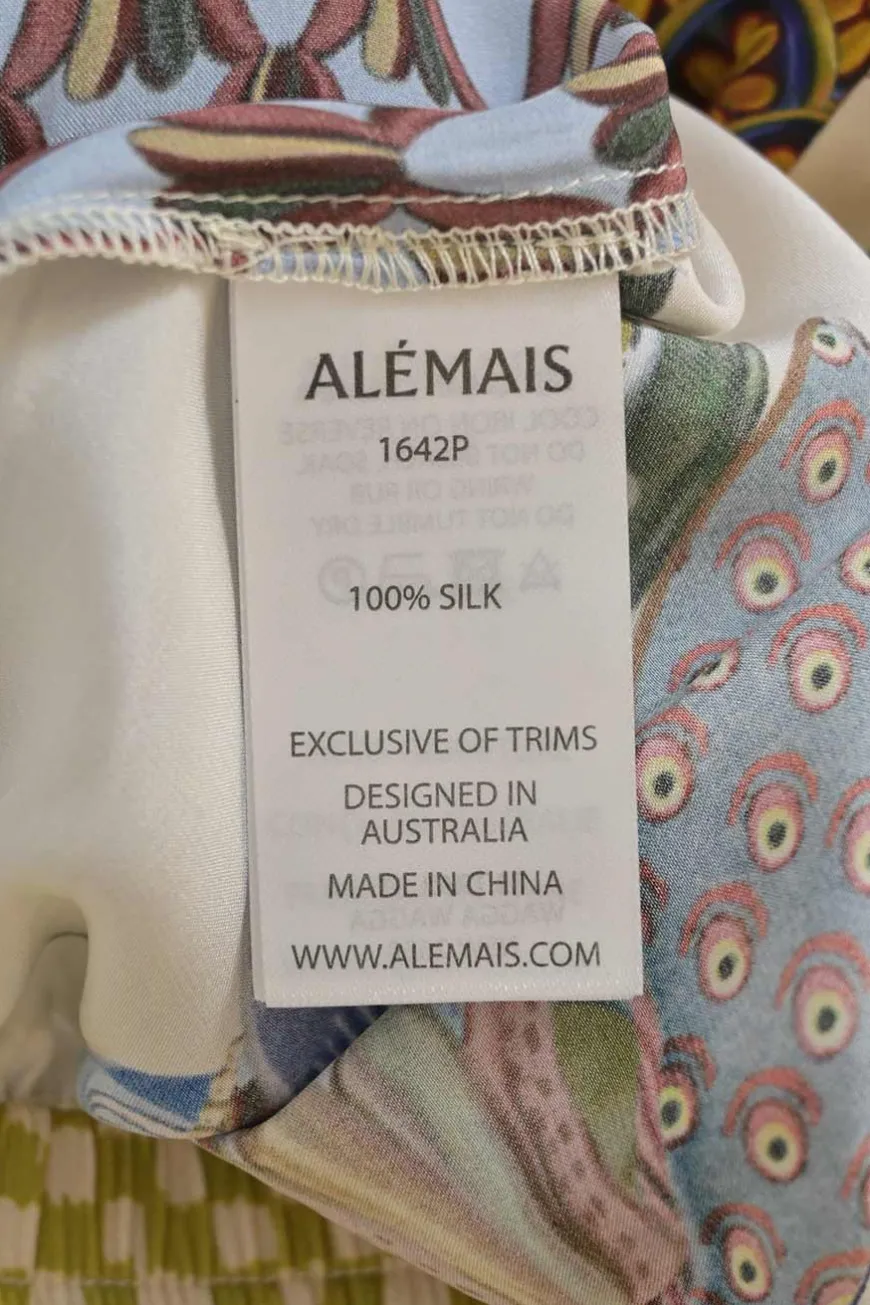 ALÉMAIS
1642P
100% SILK
EXCLUSIVE OF TRIMS
DESIGNED IN
AUSTRALIA
MADE IN CHINA
WWW.ALEMAIS.COM